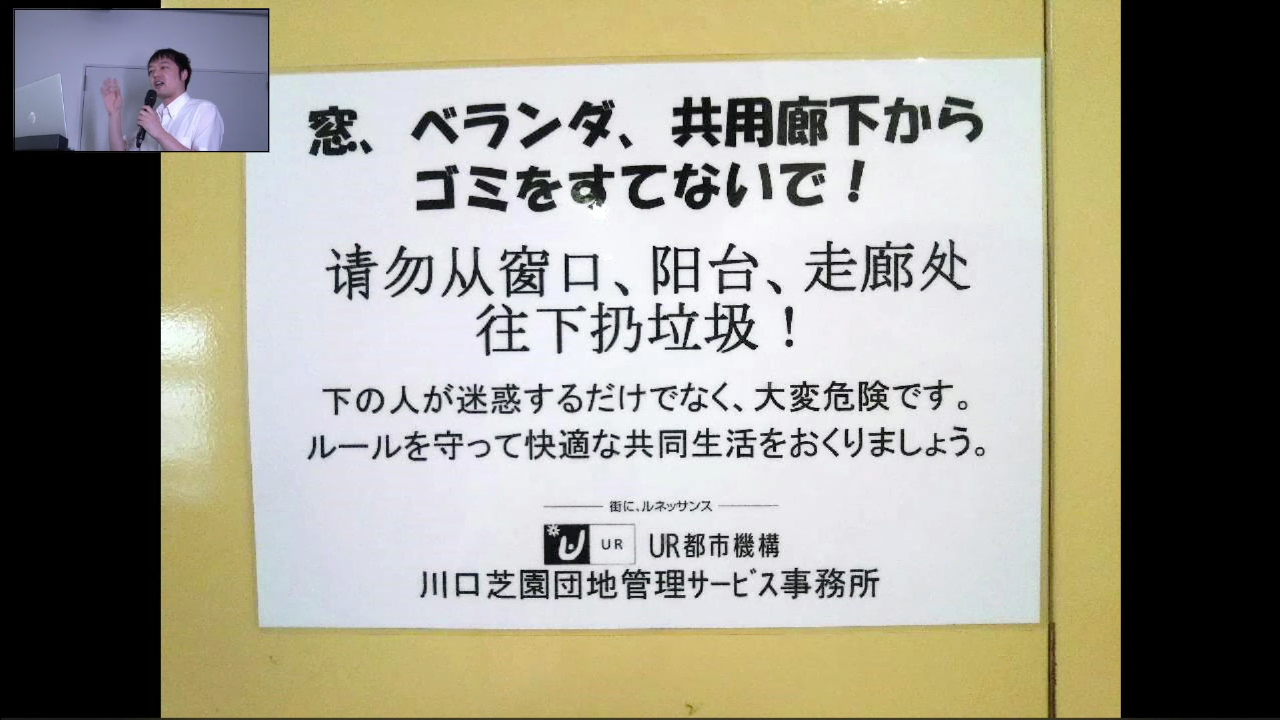 窓、ベランダ、共用廊下から
ゴミをすてないで！
请勿从窗口、阳台、走廊处
往下扔垃圾！
下の人が迷惑するだけでなく、大変危険です。
ルールを守って快適な共同生活をおくりましょう。
街に、ルネッサンス
UR UR都市機構
川口芝園団地管理サービス事務所